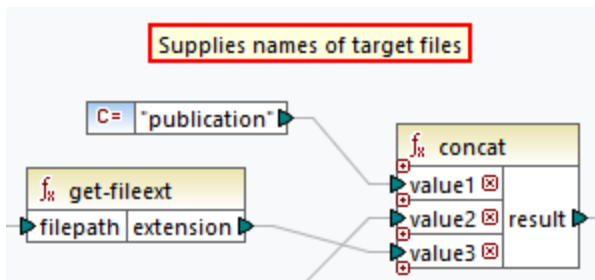 Supplies names of target files
C= "publication"
fx concat
fx get-fileext
value1
filepath extension
value2 result
value3